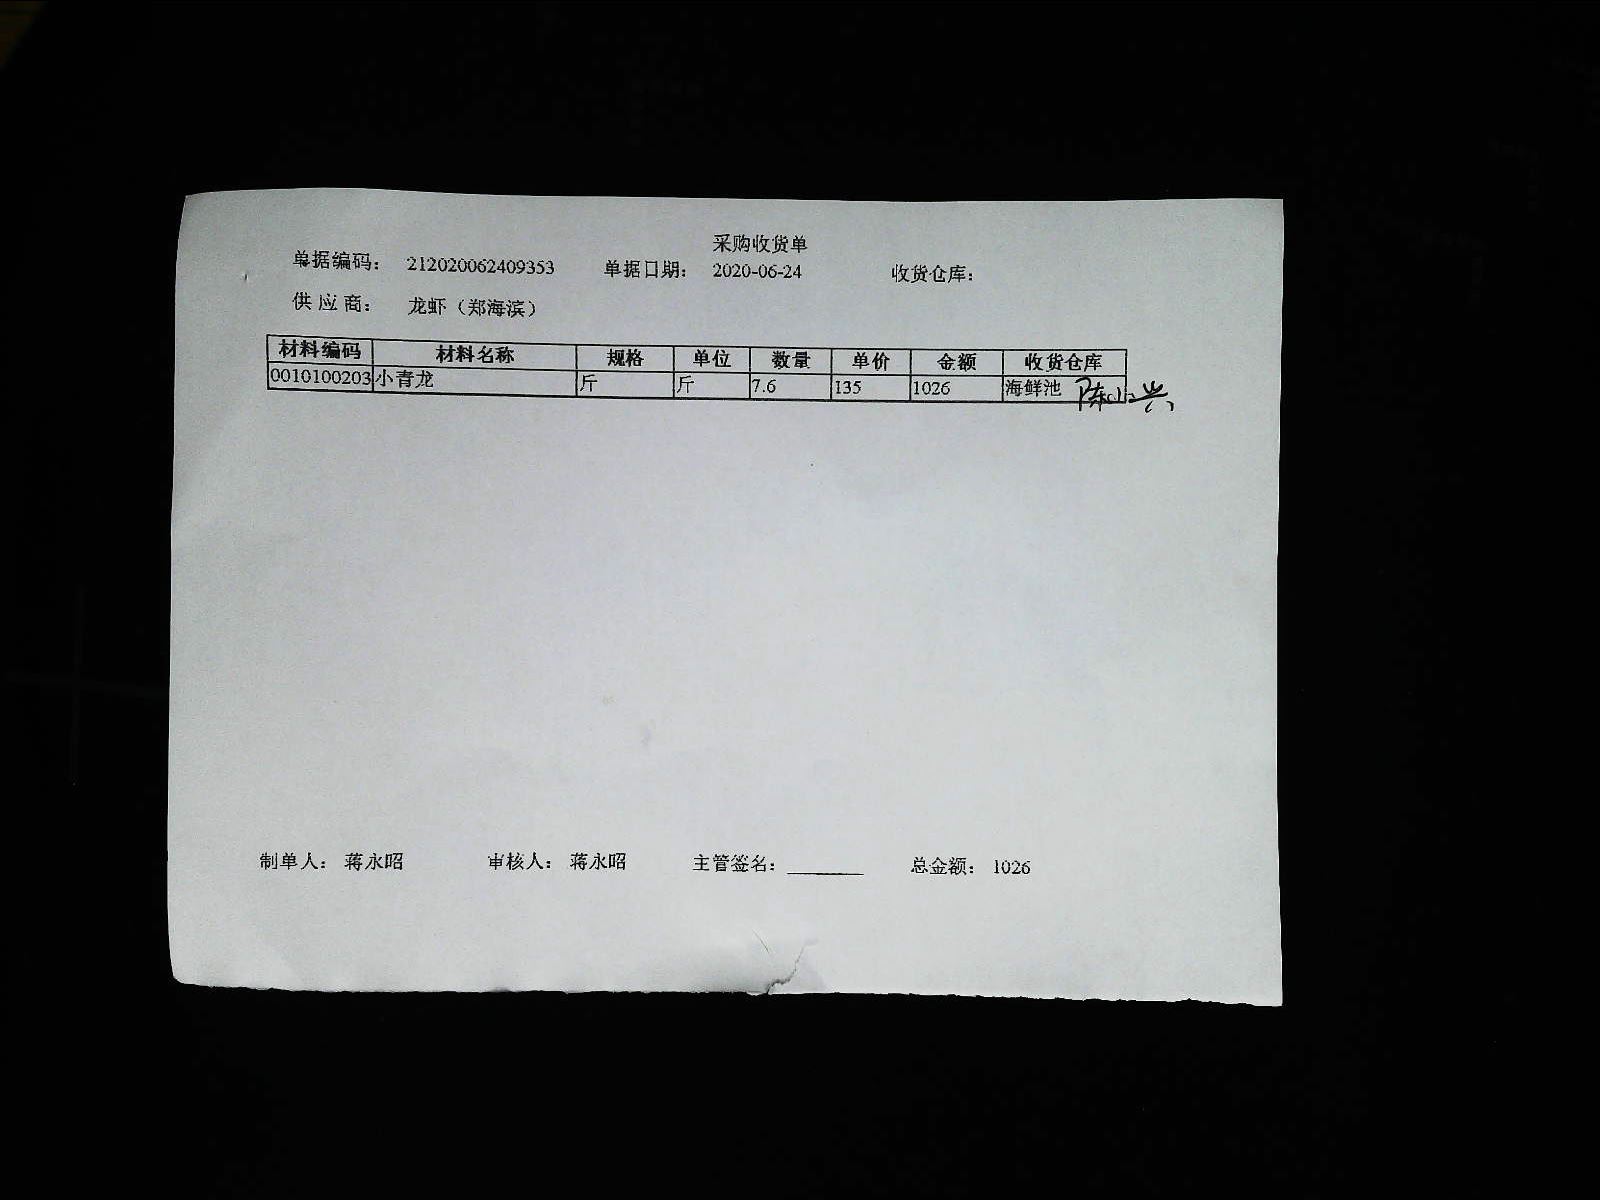 采购收货单
单据编码： 212020062409353 单据日期： 2020-06-24 收货仓库：
供 应 商： 龙虾（郑海滨）
材料编码 材料名称 规格 单位 数量 单价 金额 收货仓库
0010100203 小青龙 斤 斤 7.6 135 1026 海鲜池
制单人： 蒋永昭 审核人： 蒋永昭 主管签名： 总金额： 1026